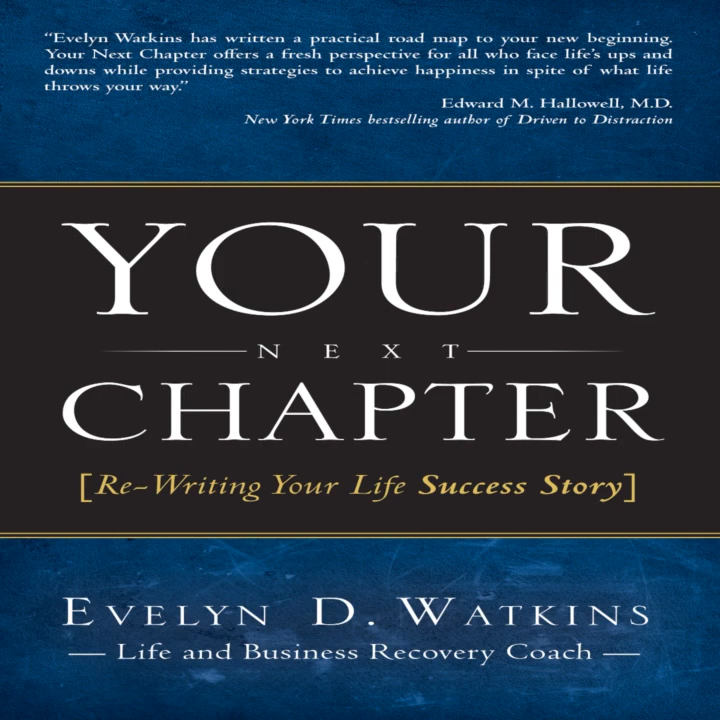 “Evelyn Watkins has written a practical road map to your new beginning.
Your Next Chapter offers a fresh perspective for all who face life’s ups and
downs while providing strategies to achieve happiness in spite of what life
throws your way.”
Edward M. Hallowell, M.D.
New York Times bestselling author of Driven to Distraction
YOUR
NEXT
CHAPTER
[Re-Writing Your Life Success Story]
EVELYN D. WATKINS
— Life and Business Recovery Coach —